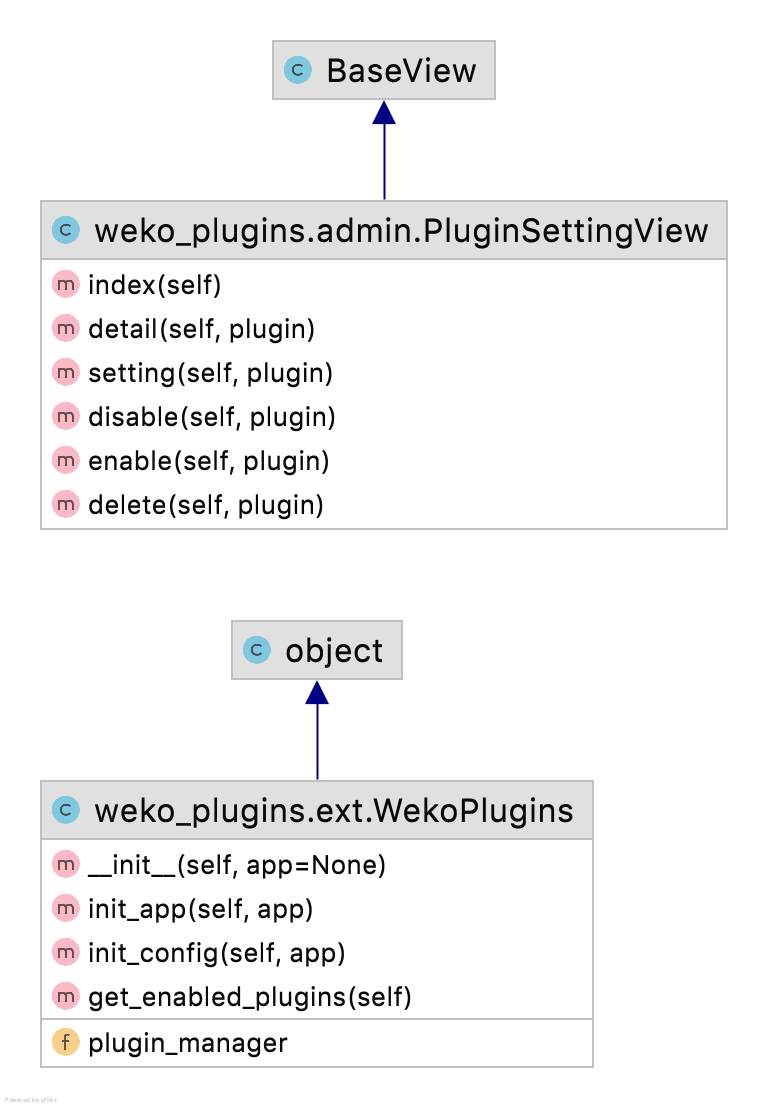 C BaseView
C weko_plugins.admin.PluginSettingView
m index(self)
m detail(self, plugin)
m setting(self, plugin)
m disable(self, plugin)
m enable(self, plugin)
m delete(self, plugin)
C object
C weko_plugins.ext.WekoPlugins
m __init__(self, app=None)
m init_app(self, app)
m init_config(self, app)
m get_enabled_plugins(self)
f plugin_manager
Powered by yFiles